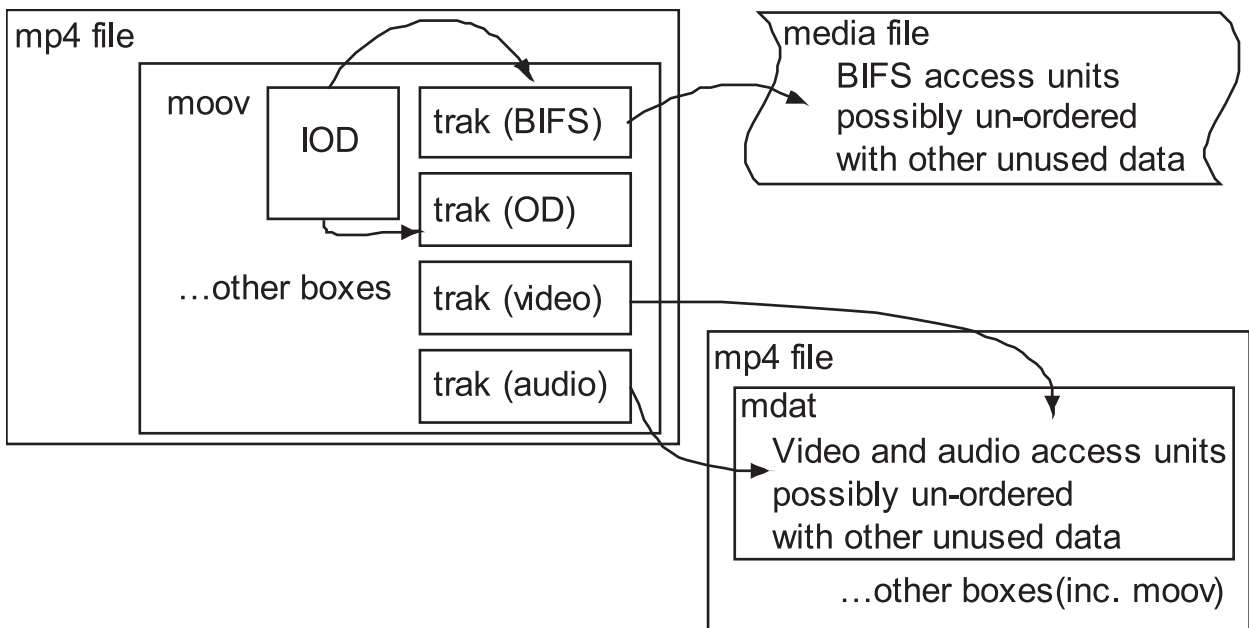 mp4 file
moov
IOD
trak (BIFS)
trak (OD)
…other boxes
trak (video)
trak (audio)
media file
BIFS access units
possibly un-ordered
with other unused data
mp4 file
mdat
Video and audio access units
possibly un-ordered
with other unused data
…other boxes(inc. moov)